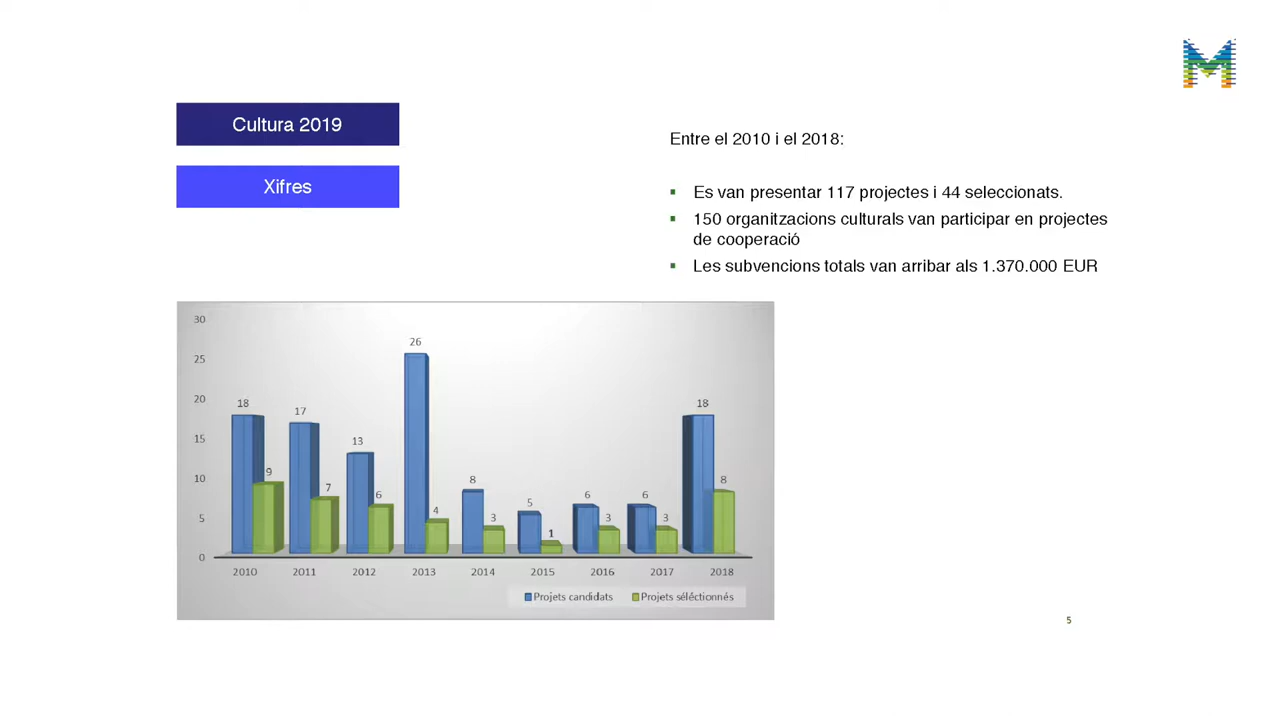 Cultura 2019
Xifres
Entre el 2010 i el 2018:
▪ Es van presentar 117 projectes i 44 seleccionats.
▪ 150 organitzacions culturals van participar en projectes
de cooperació
▪ Les subvencions totals van arribar als 1.370.000 EUR
30
25
20
15
10
5
0
18
9
17
7
13
6
26
4
8
3
5
1
6
3
6
3
18
8
2010 2011 2012 2013 2014 2015 2016 2017 2018
Projets candidats Projets séléctionnés
5